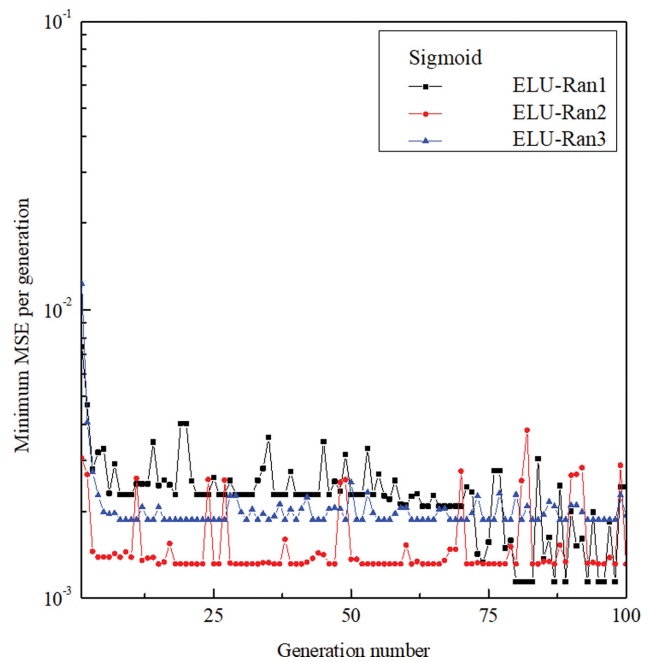 10-1
Sigmoid
ELU-Ran1
ELU-Ran2
ELU-Ran3
Minimum MSE per generation
10-2
10-3
25
50
75
100
Generation number